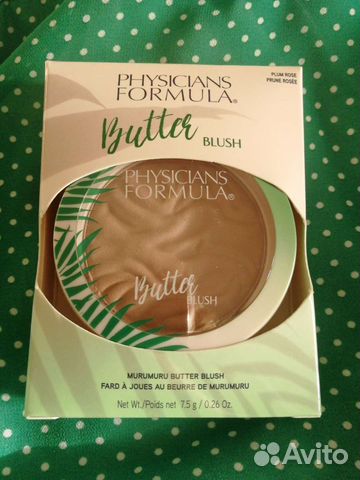 PLUM ROSE
PRUNE ROSÉE
PHYSICIANS
FORMULA®
Butter BLUSH
PHYSICIANS
FORMULA®
Butter BLUSH
MURUMURU BUTTER BLUSH
FARD À JOUES AU BEURRE DE MURUMURU
Net Wt./Poids net 7.5 g / 0.26 Oz.
Avito